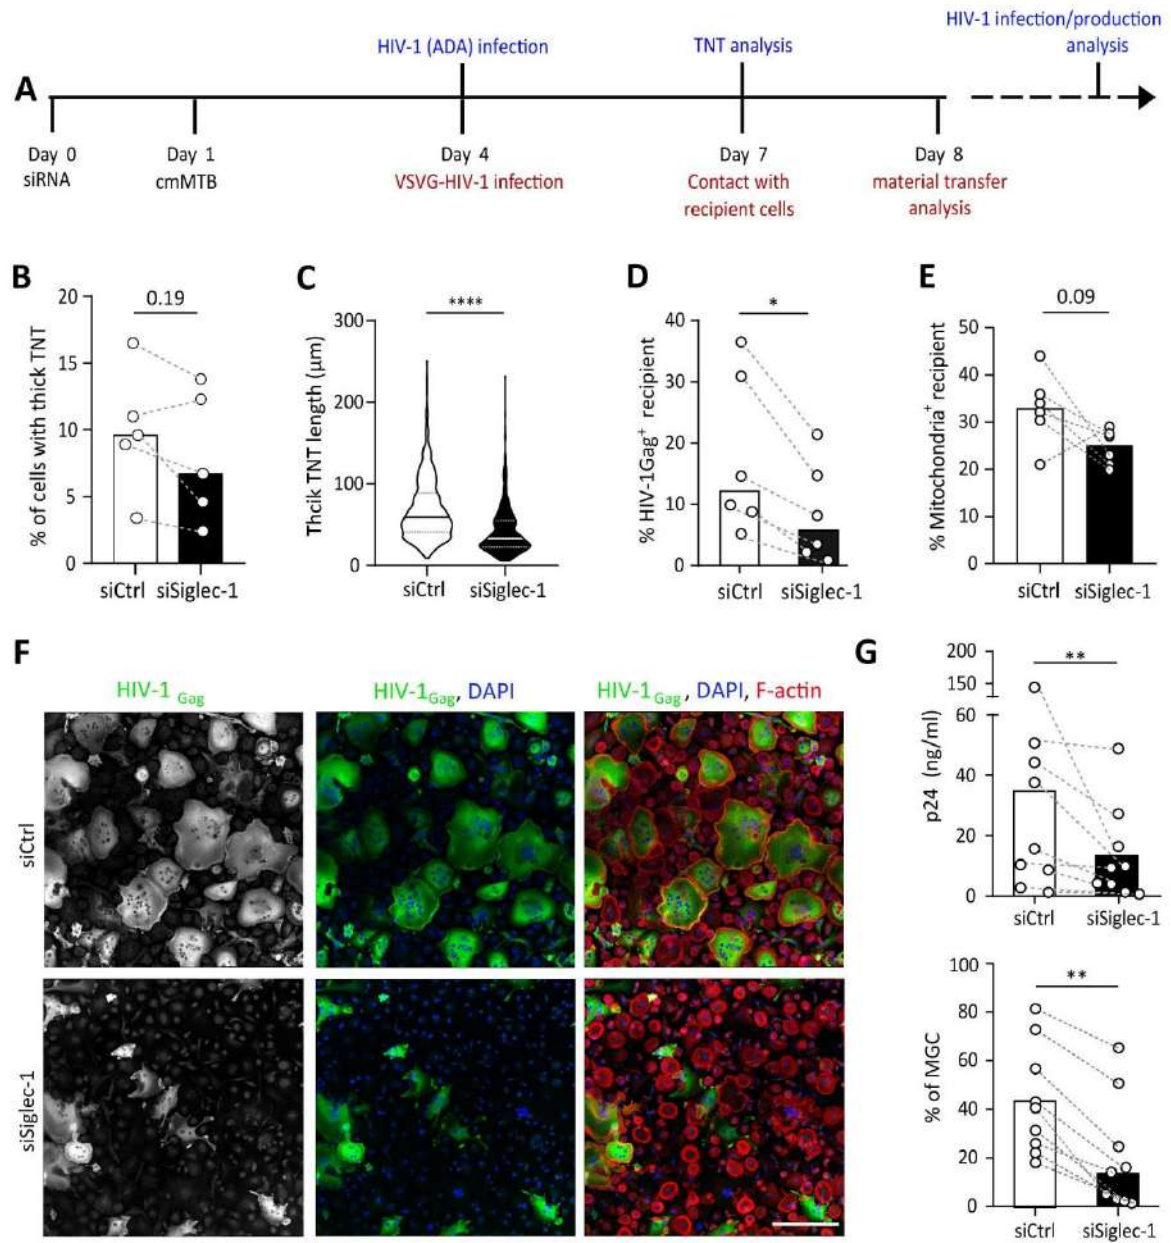 HIV-1 infection/production
analysis
HIV-1 (ADA) infection
TNT analysis
A
Day 0
siRNA
Day 1
cmMTB
Day 4
VSVG-HIV-1 infection
Day 7
Contact with
recipient cells
Day 8
material transfer
analysis
B
% of cells with thick TNT
20
15
10
5
0
0.19
siCtrl siSiglec-1
C
Thcik TNT length (µm)
300
200
100
0
****
siCtrl siSiglec-1
D
% HIV-1Gag+ recipient
40
30
20
10
0
*
siCtrl siSiglec-1
E
% Mitochondria+ recipient
50
40
30
20
10
0
0.09
siCtrl siSiglec-1
F
HIV-1 Gag
HIV-1Gag, DAPI
HIV-1Gag, DAPI, F-actin
siCtrl
siSiglec-1
G
p24 (ng/ml)
200
150
60
40
20
0
**
siCtrl siSiglec-1
% of MGC
100
80
60
40
20
0
**
siCtrl siSiglec-1